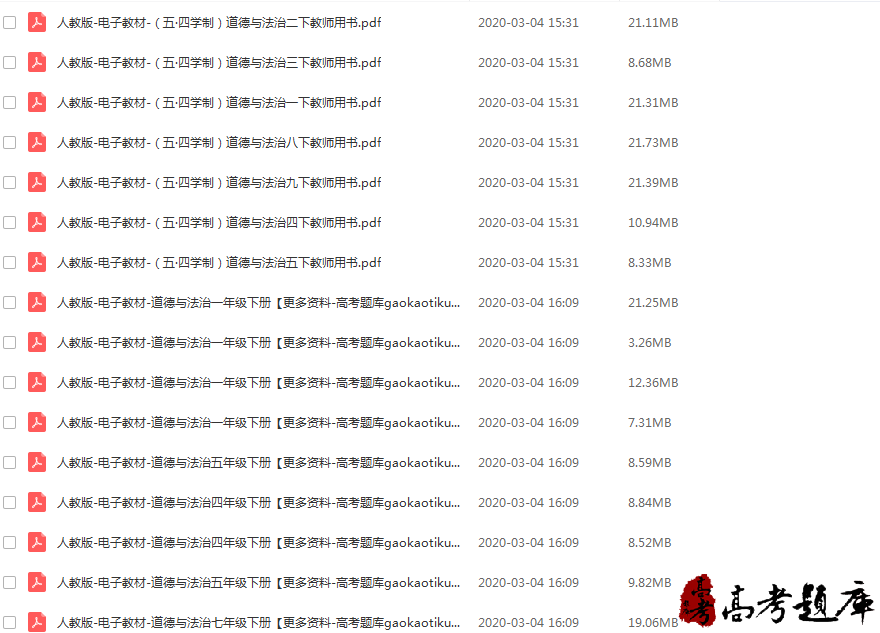 人教版-电子教材-（五·四学制）道德与法治二下教师用书.pdf 2020-03-04 15:31 21.11MB
人教版-电子教材-（五·四学制）道德与法治三下教师用书.pdf 2020-03-04 15:31 8.68MB
人教版-电子教材-（五·四学制）道德与法治一下教师用书.pdf 2020-03-04 15:31 21.31MB
人教版-电子教材-（五·四学制）道德与法治八下教师用书.pdf 2020-03-04 15:31 21.73MB
人教版-电子教材-（五·四学制）道德与法治九下教师用书.pdf 2020-03-04 15:31 21.39MB
人教版-电子教材-（五·四学制）道德与法治四下教师用书.pdf 2020-03-04 15:31 10.94MB
人教版-电子教材-（五·四学制）道德与法治五下教师用书.pdf 2020-03-04 15:31 8.33MB
人教版-电子教材-道德与法治一年级下册【更多资料-高考题库gaokaotiku... 2020-03-04 16:09 21.25MB
人教版-电子教材-道德与法治一年级下册【更多资料-高考题库gaokaotiku... 2020-03-04 16:09 3.26MB
人教版-电子教材-道德与法治一年级下册【更多资料-高考题库gaokaotiku... 2020-03-04 16:09 12.36MB
人教版-电子教材-道德与法治一年级下册【更多资料-高考题库gaokaotiku... 2020-03-04 16:09 7.31MB
人教版-电子教材-道德与法治五年级下册【更多资料-高考题库gaokaotiku... 2020-03-04 16:09 8.59MB
人教版-电子教材-道德与法治四年级下册【更多资料-高考题库gaokaotiku... 2020-03-04 16:09 8.84MB
人教版-电子教材-道德与法治四年级下册【更多资料-高考题库gaokaotiku... 2020-03-04 16:09 8.52MB
人教版-电子教材-道德与法治五年级下册【更多资料-高考题库gaokaotiku... 2020-03-04 16:09 9.82MB
人教版-电子教材-道德与法治七年级下册【更多资料-高考题库gaokaotiku... 2020-03-04 16:09 19.06MB
高考
高考题库